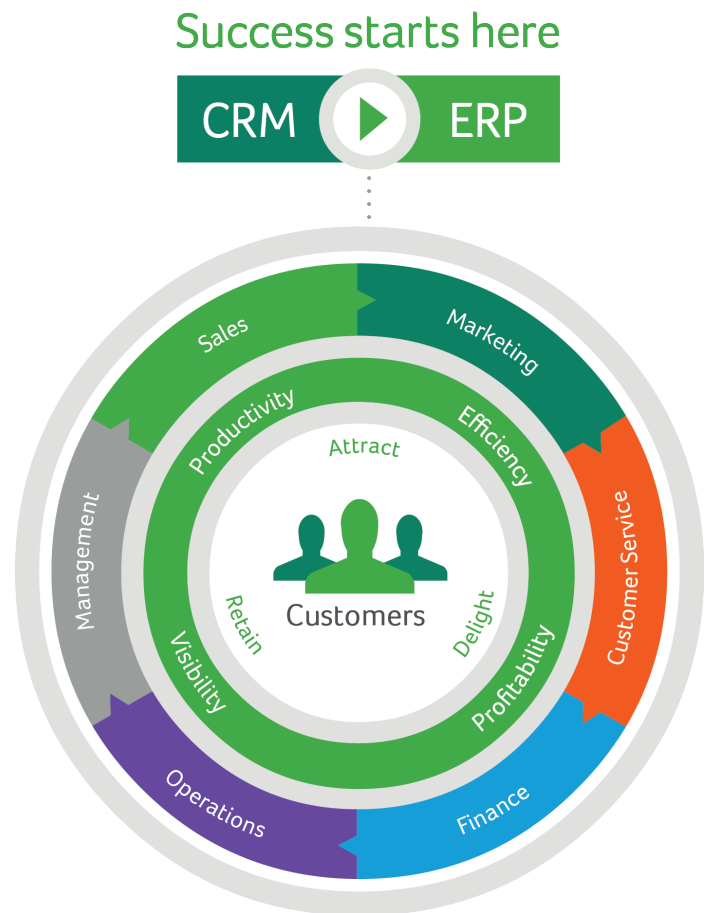 Success starts here
CRM
ERP
Sales
Marketing
Customer Service
Finance
Operations
Management
Productivity
Efficiency
Profitability
Visibility
Attract
Delight
Retain
Customers